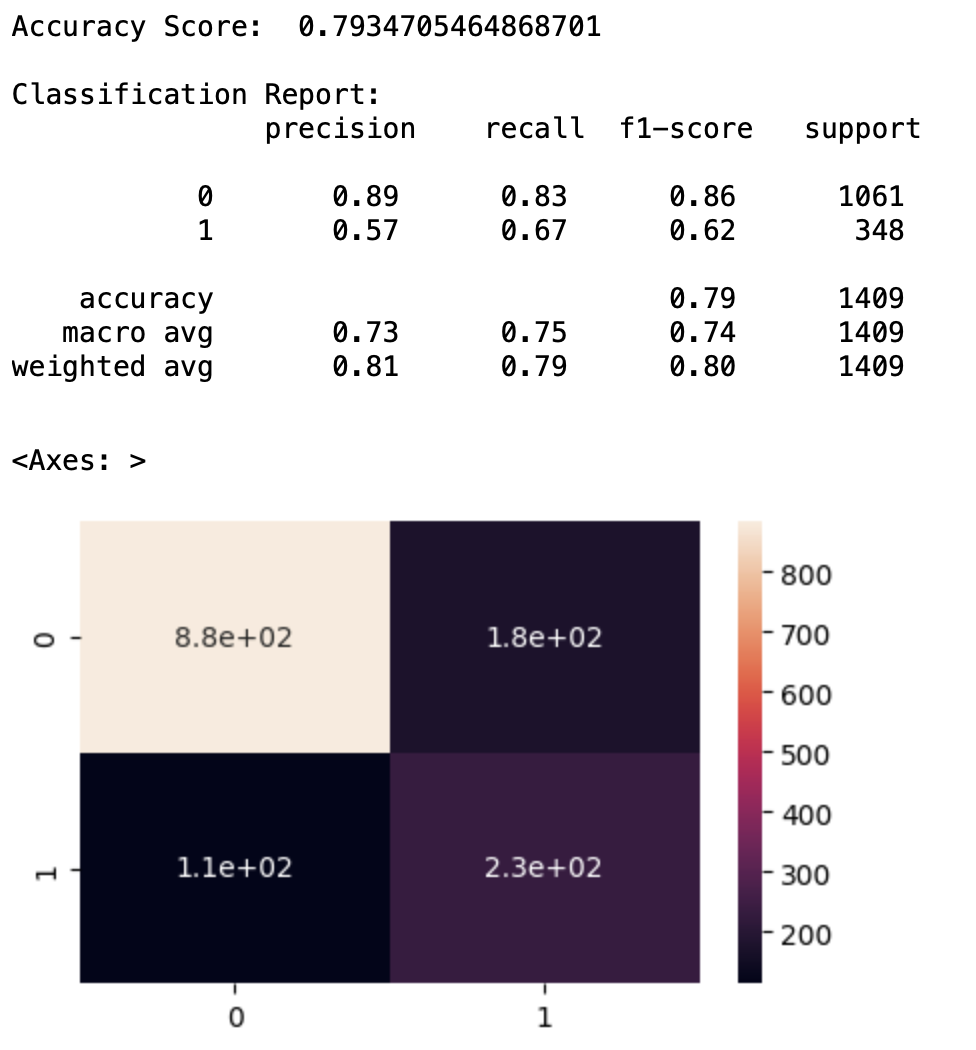 Accuracy Score:  0.7934705464868701
Classification Report:
precision recall f1-score support
0 0.89 0.83 0.86 1061
1 0.57 0.67 0.62 348
accuracy 0.79 1409
macro avg 0.73 0.75 0.74 1409
weighted avg 0.81 0.79 0.80 1409
<Axes: >
800
0 8.8e+02 1.8e+02 700
600
500
400
1 1.1e+02 2.3e+02 300
200
0 1